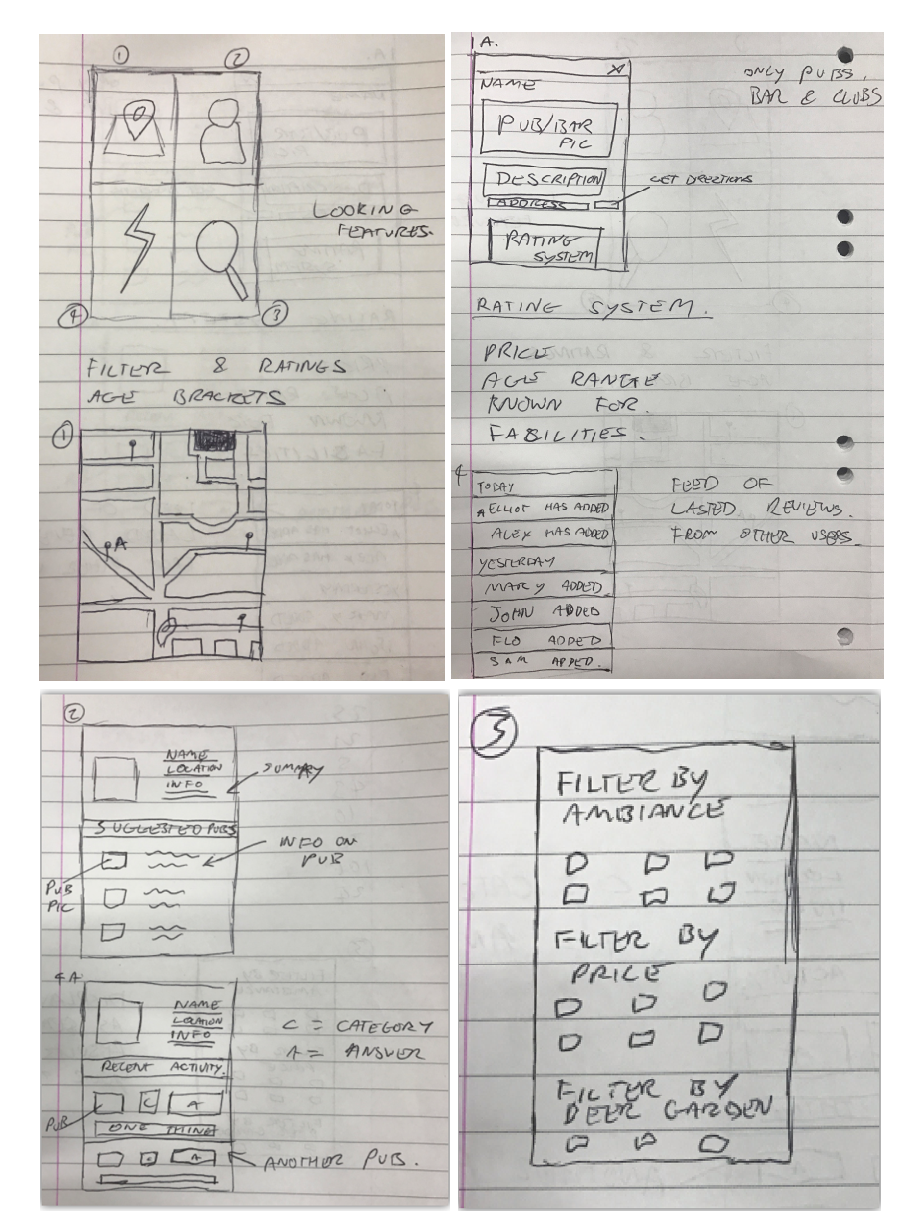 1
2
LOOKING
FEATURES.
4
3
FILTER & RATINGS
AGE BRACKETS
1
A
1A.
X
NAME
PUB/BAR
PIC
DESCRIPTION
ADDRESS
GET DIRECTIONS
RATING
SYSTEM
ONLY PUBS,
BAR & CLUBS
RATING SYSTEM.
PRICE
AGE RANGE
KNOWN FOR.
FABILITIES.
4
TODAY
A ELLIOT HAS ADDED
ALEX HAS ADDED
YESTERDAY
MARY ADDED
JOHN ADDED
FLO ADDED
SAM ADDED.
FEED OF
LASTED REVIEWS.
FROM OTHER USERS.
2
NAME
LOCATION
INFO
SUMMARY
SUGGESTED PUBS
INFO ON
PUB
PUB
PIC
4A
NAME
LOCATION
INFO
C = CATEGORY
A = ANSWER
RECENT ACTIVITY.
C A
PUB
ONE THING
A
ANOTHER PUB.
3
FILTER BY
AMBIANCE
FILTER BY
PRICE
FILTER BY
BEER GARDEN